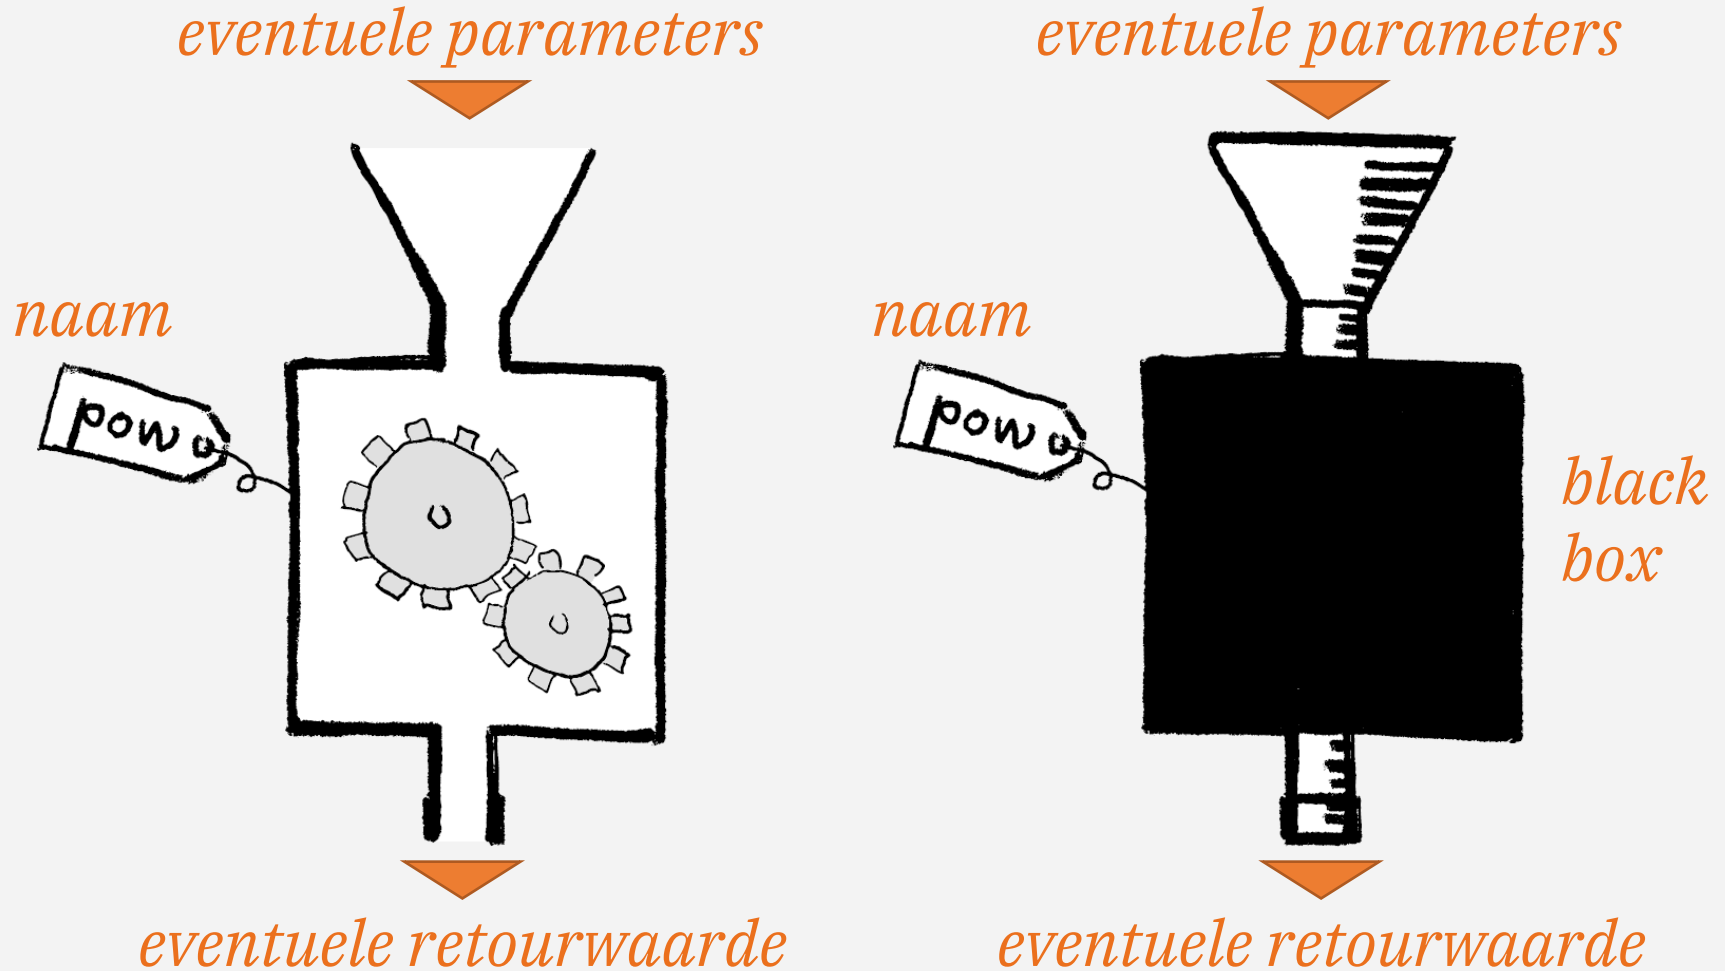 eventuele parameters
naam
pow
eventuele retourwaarde
eventuele parameters
naam
pow
black
box
eventuele retourwaarde